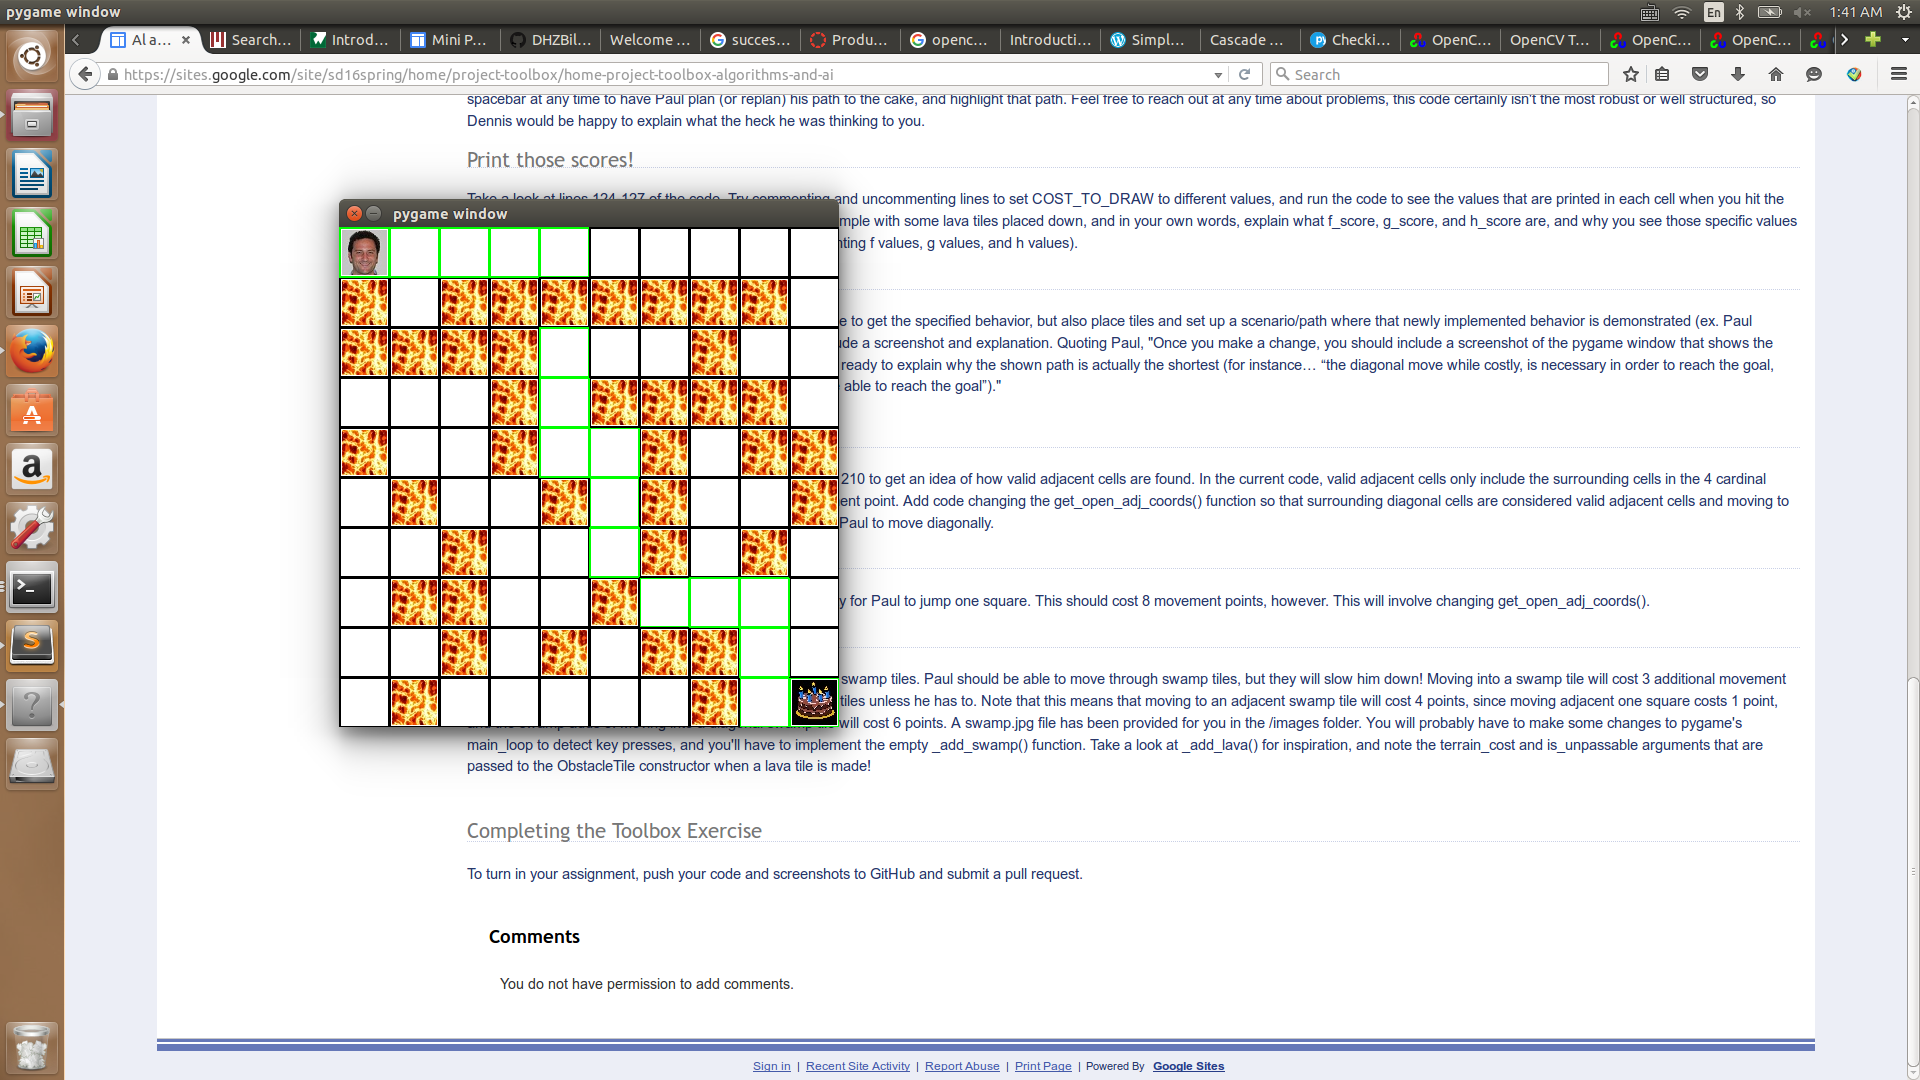 pygame window
En
1:41 AM
Al a...
Search...
Introd...
Mini P...
DHZBil...
Welcome ...
succes...
Produ...
openc...
Introducti...
Simpl...
Cascade ...
Checki...
OpenC...
OpenCV T...
OpenC...
OpenC...
https://sites.google.com/site/sd16spring/home/project-toolbox/home-project-toolbox-algorithms-and-ai
Search
spacebar at any time to have Paul plan (or replan) his path to the cake, and highlight that path. Feel free to reach out at any time about problems, this code certainly isn't the most robust or well structured, so
Dennis would be happy to explain what the heck he was thinking to you.
Print those scores!
Take a look at lines 124-127 of the code. Try commenting and uncommenting lines to set COST_TO_DRAW to different values, and run the code to see the values that are printed in each cell when you hit the
pygame window
mple with some lava tiles placed down, and in your own words, explain what f_score, g_score, and h_score are, and why you see those specific values
nting f values, g values, and h values).
e to get the specified behavior, but also place tiles and set up a scenario/path where that newly implemented behavior is demonstrated (ex. Paul
ude a screenshot and explanation. Quoting Paul, "Once you make a change, you should include a screenshot of the pygame window that shows the
ready to explain why the shown path is actually the shortest (for instance… “the diagonal move while costly, is necessary in order to reach the goal,
able to reach the goal”)."
210 to get an idea of how valid adjacent cells are found. In the current code, valid adjacent cells only include the surrounding cells in the 4 cardinal
ent point. Add code changing the get_open_adj_coords() function so that surrounding diagonal cells are considered valid adjacent cells and moving to
Paul to move diagonally.
y for Paul to jump one square. This should cost 8 movement points, however. This will involve changing get_open_adj_coords().
swamp tiles. Paul should be able to move through swamp tiles, but they will slow him down! Moving into a swamp tile will cost 3 additional movement
tiles unless he has to. Note that this means that moving to an adjacent swamp tile will cost 4 points, since moving adjacent one square costs 1 point,
will cost 6 points. A swamp.jpg file has been provided for you in the /images folder. You will probably have to make some changes to pygame's
main_loop to detect key presses, and you'll have to implement the empty _add_swamp() function. Take a look at _add_lava() for inspiration, and note the terrain_cost and is_unpassable arguments that are
passed to the ObstacleTile constructor when a lava tile is made!
Completing the Toolbox Exercise
To turn in your assignment, push your code and screenshots to GitHub and submit a pull request.
Comments
You do not have permission to add comments.
Sign in | Recent Site Activity | Report Abuse | Print Page | Powered By Google Sites